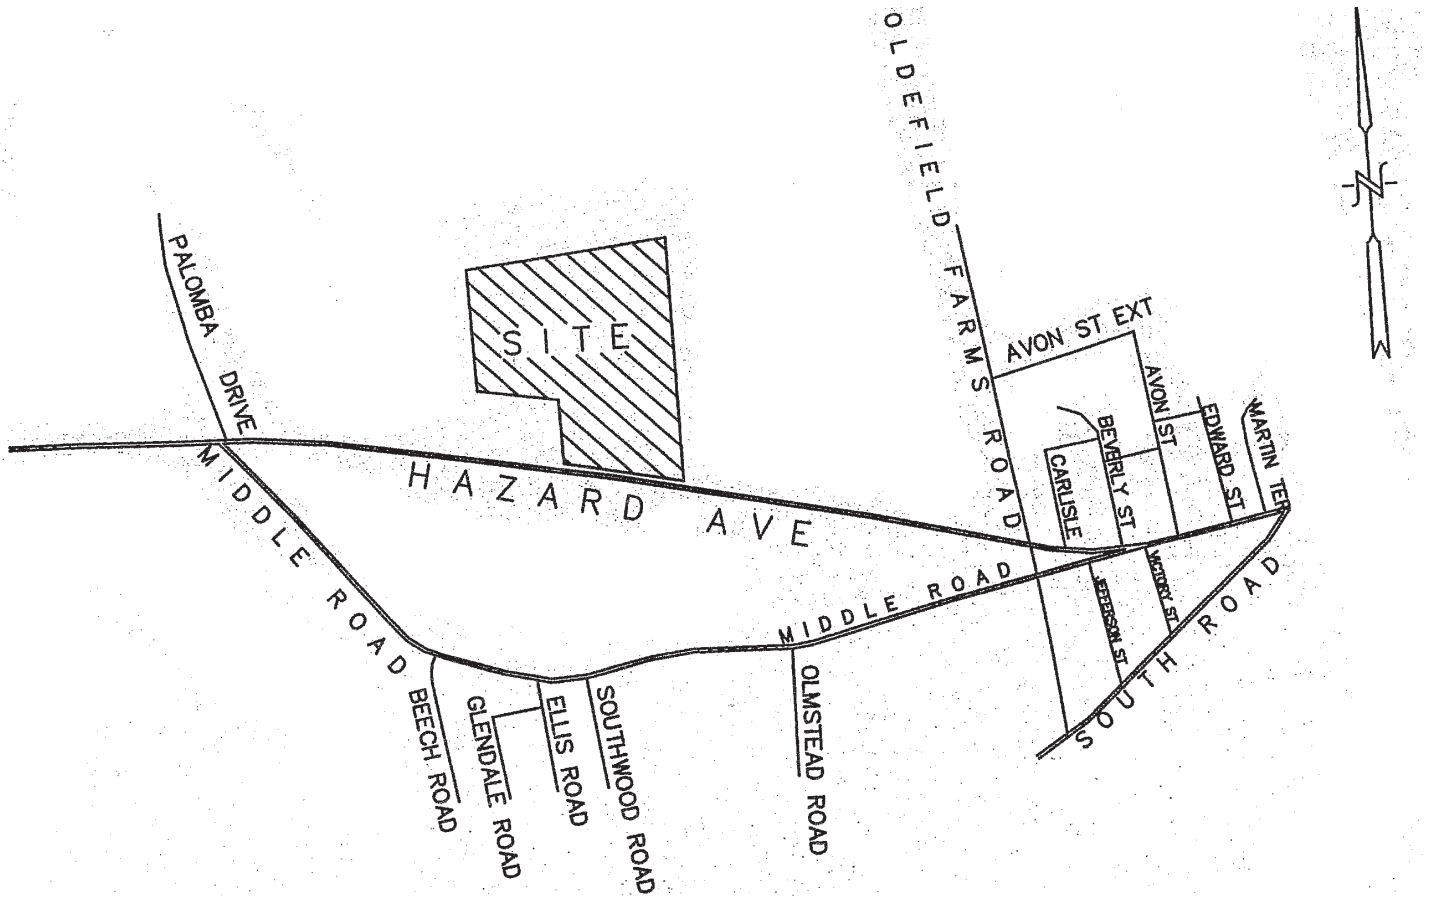 OLDEFIELD FARMS ROAD
N
PALOMBA DRIVE
SITE
AVON ST EXT
AVON ST
EDWARD ST
MARTIN TER
BEVERLY ST
CARLISLE
HAZARD AVE
MIDDLE ROAD
MIDDLE ROAD
JEFFERSON ST
VICTORY ST
SOUTH ROAD
BEECH ROAD
GLENDALE ROAD
ELLIS ROAD
SOUTHWOOD ROAD
OLMSTEAD ROAD